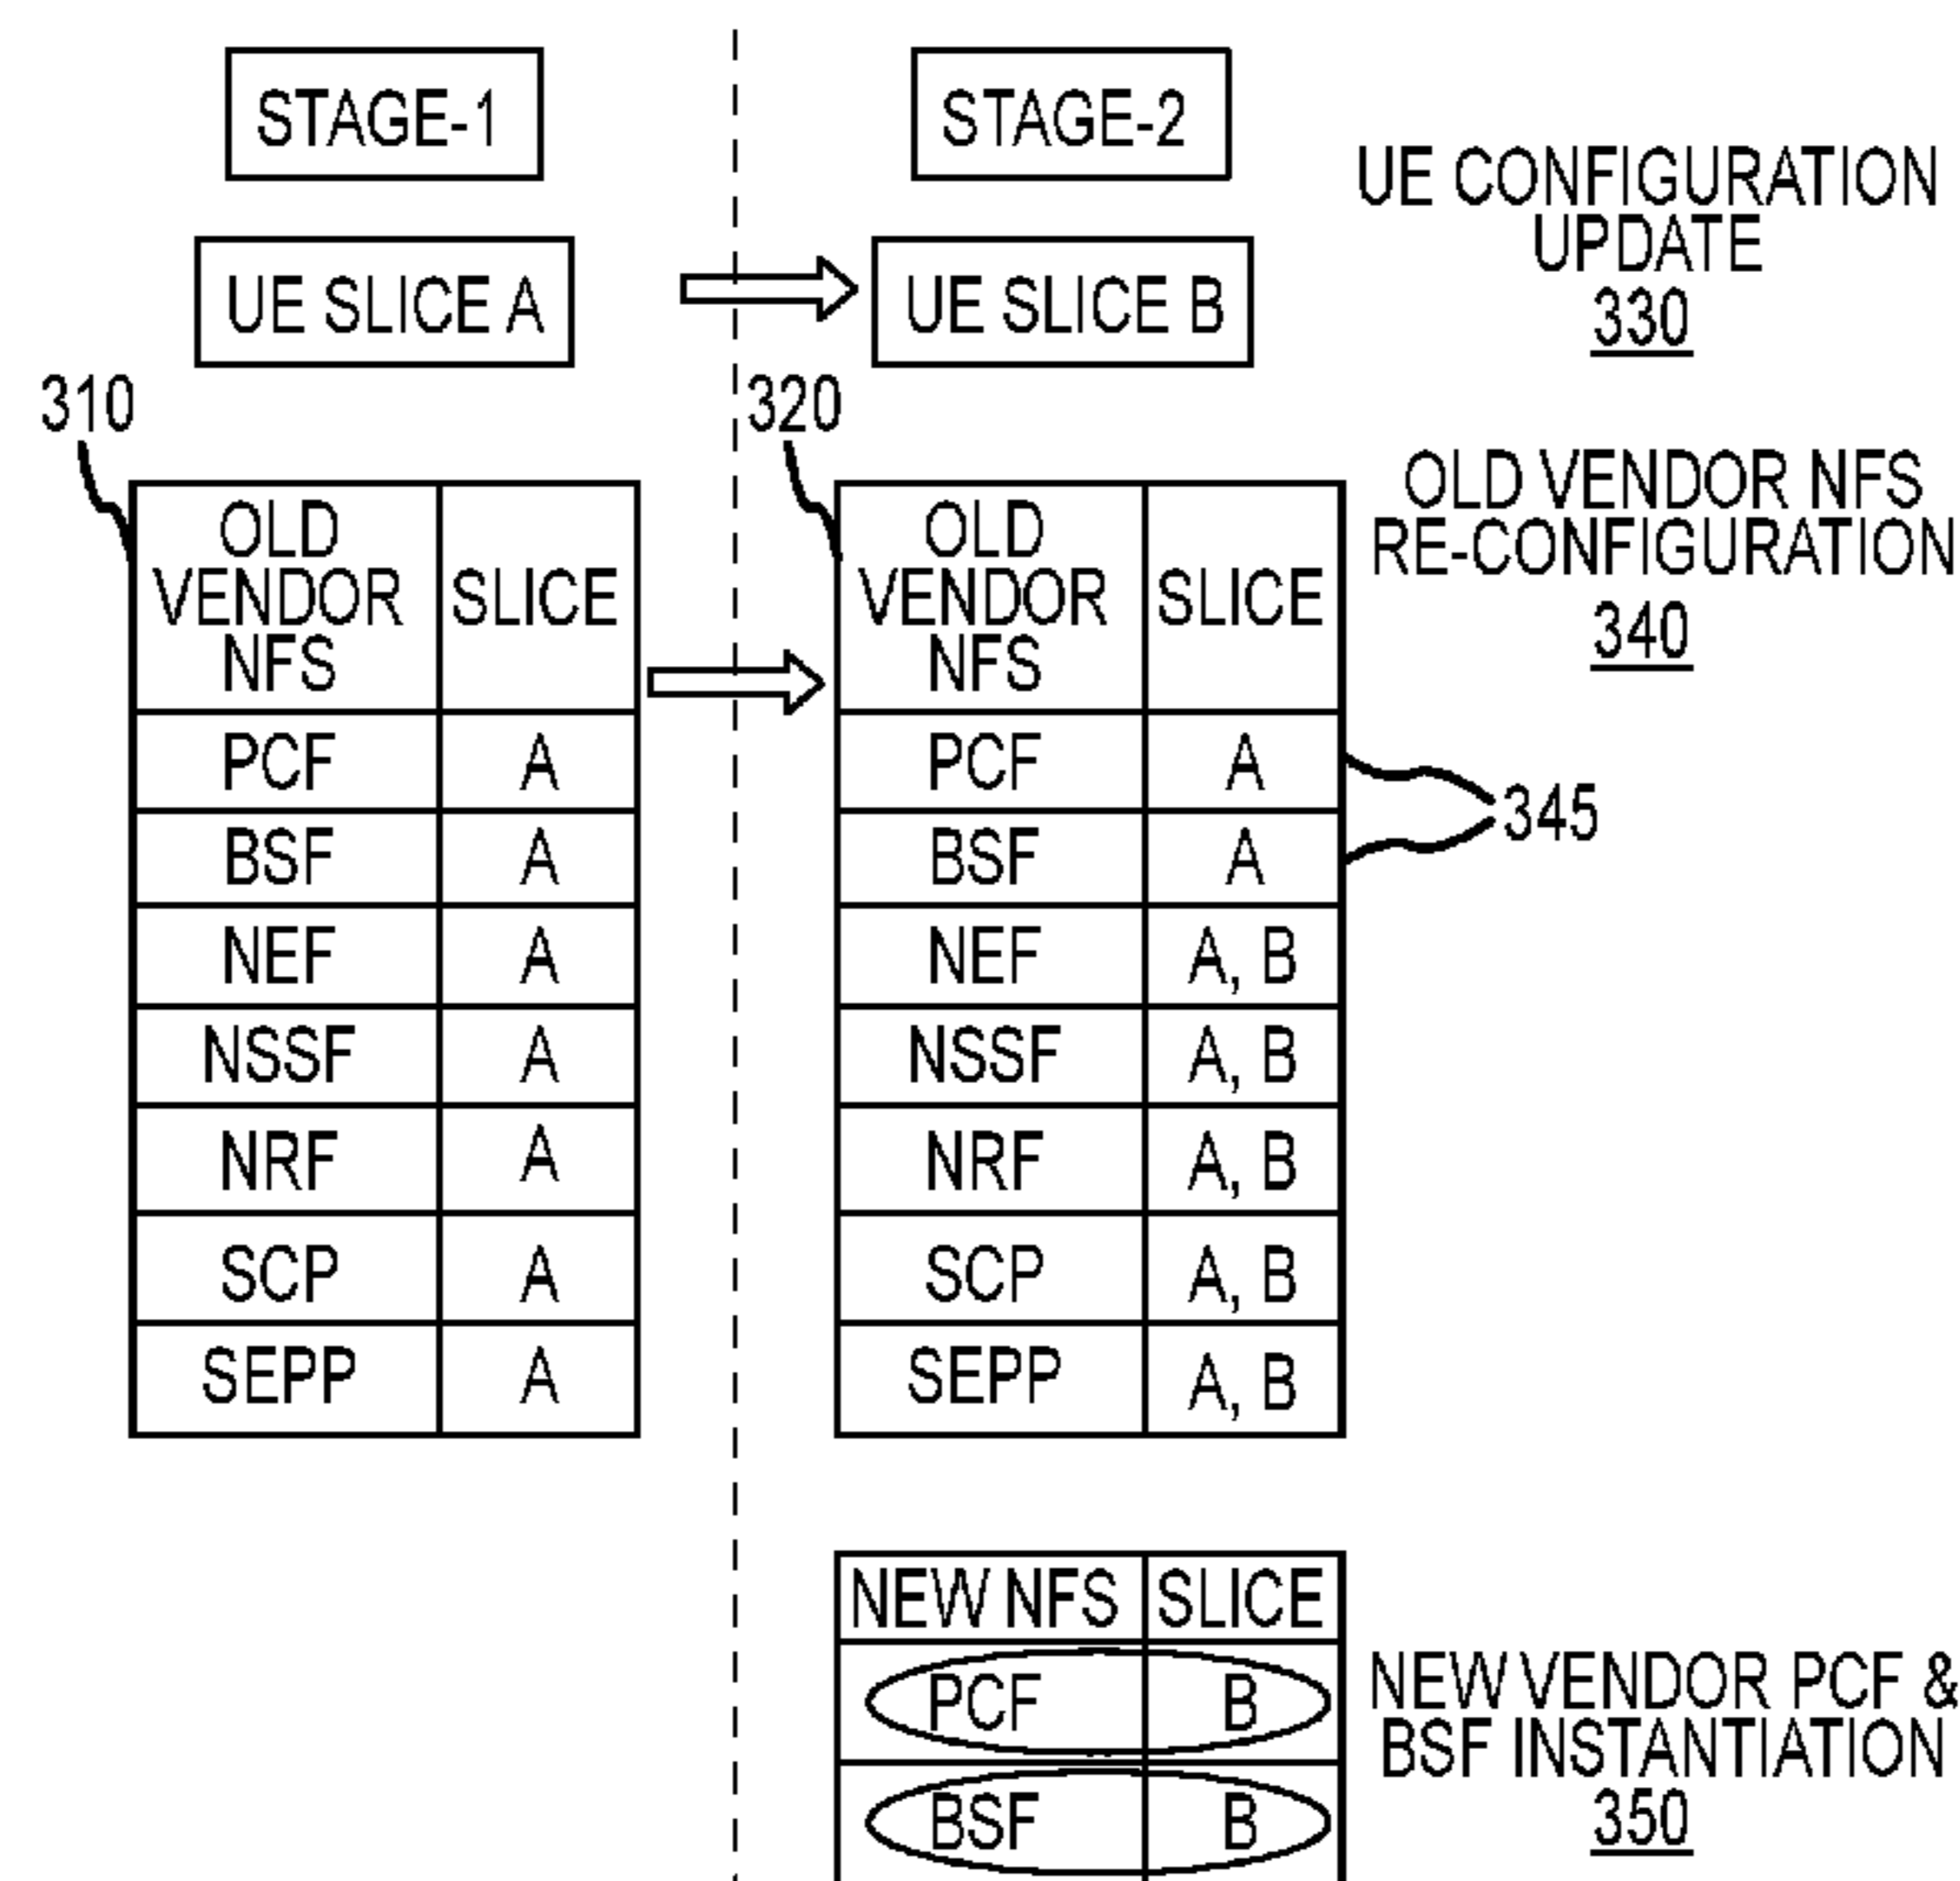 STAGE-1
STAGE-2
UE CONFIGURATION
UPDATE
330
UE SLICE A
UE SLICE B
310
320
OLD
VENDOR
NFS
SLICE
PCF A
BSF A
NEF A
NSSF A
NRF A
SCP A
SEPP A
OLD
VENDOR
NFS
SLICE
PCF A
BSF A
NEF A, B
NSSF A, B
NRF A, B
SCP A, B
SEPP A, B
OLD VENDOR NFS
RE-CONFIGURATION
340
345
NEW NFS SLICE
PCF B
BSF B
NEW VENDOR PCF &
BSF INSTANTIATION
350